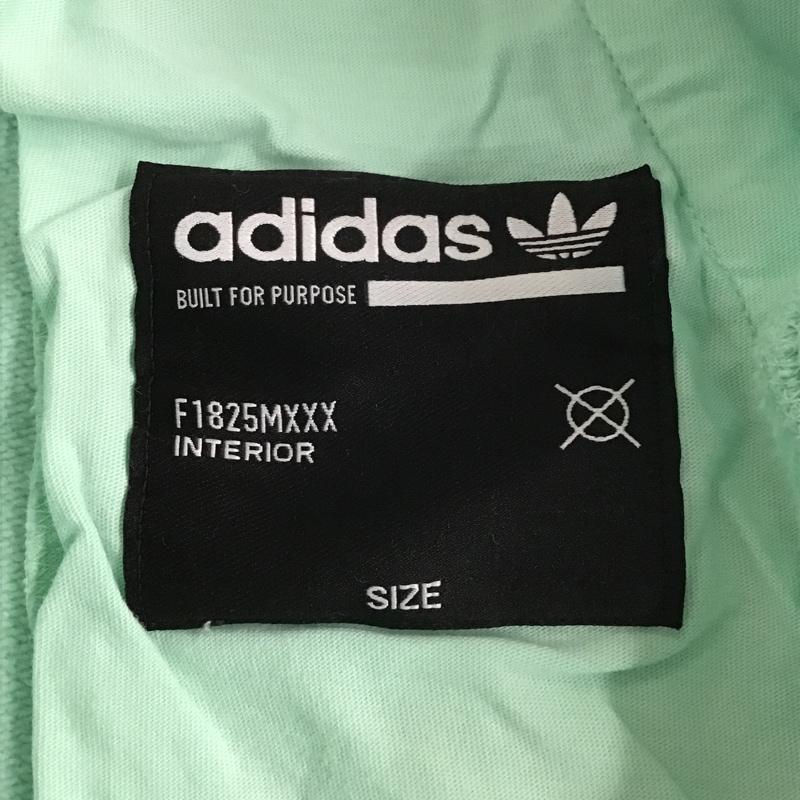 adidas
BUILT FOR PURPOSE
F1825MXXX
INTERIOR
SIZE